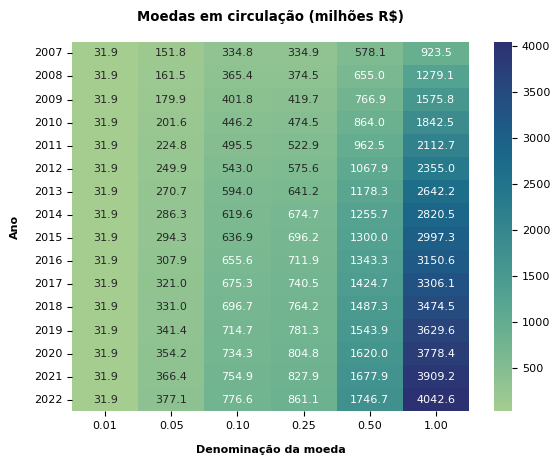 Moedas em circulação (milhões R$)
2007 31.9 151.8 334.8 334.9 578.1 923.5
2008 31.9 161.5 365.4 374.5 655.0 1279.1
2009 31.9 179.9 401.8 419.7 766.9 1575.8
2010 31.9 201.6 446.2 474.5 864.0 1842.5
2011 31.9 224.8 495.5 522.9 962.5 2112.7
2012 31.9 249.9 543.0 575.6 1067.9 2355.0
2013 31.9 270.7 594.0 641.2 1178.3 2642.2
2014 31.9 286.3 619.6 674.7 1255.7 2820.5
2015 31.9 294.3 636.9 696.2 1300.0 2997.3
2016 31.9 307.9 655.6 711.9 1343.3 3150.6
2017 31.9 321.0 675.3 740.5 1424.7 3306.1
2018 31.9 331.0 696.7 764.2 1487.3 3474.5
2019 31.9 341.4 714.7 781.3 1543.9 3629.6
2020 31.9 354.2 734.3 804.8 1620.0 3778.4
2021 31.9 366.4 754.9 827.9 1677.9 3909.2
2022 31.9 377.1 776.6 861.1 1746.7 4042.6
0.01 0.05 0.10 0.25 0.50 1.00
Denominação da moeda
Ano
4000
3500
3000
2500
2000
1500
1000
500